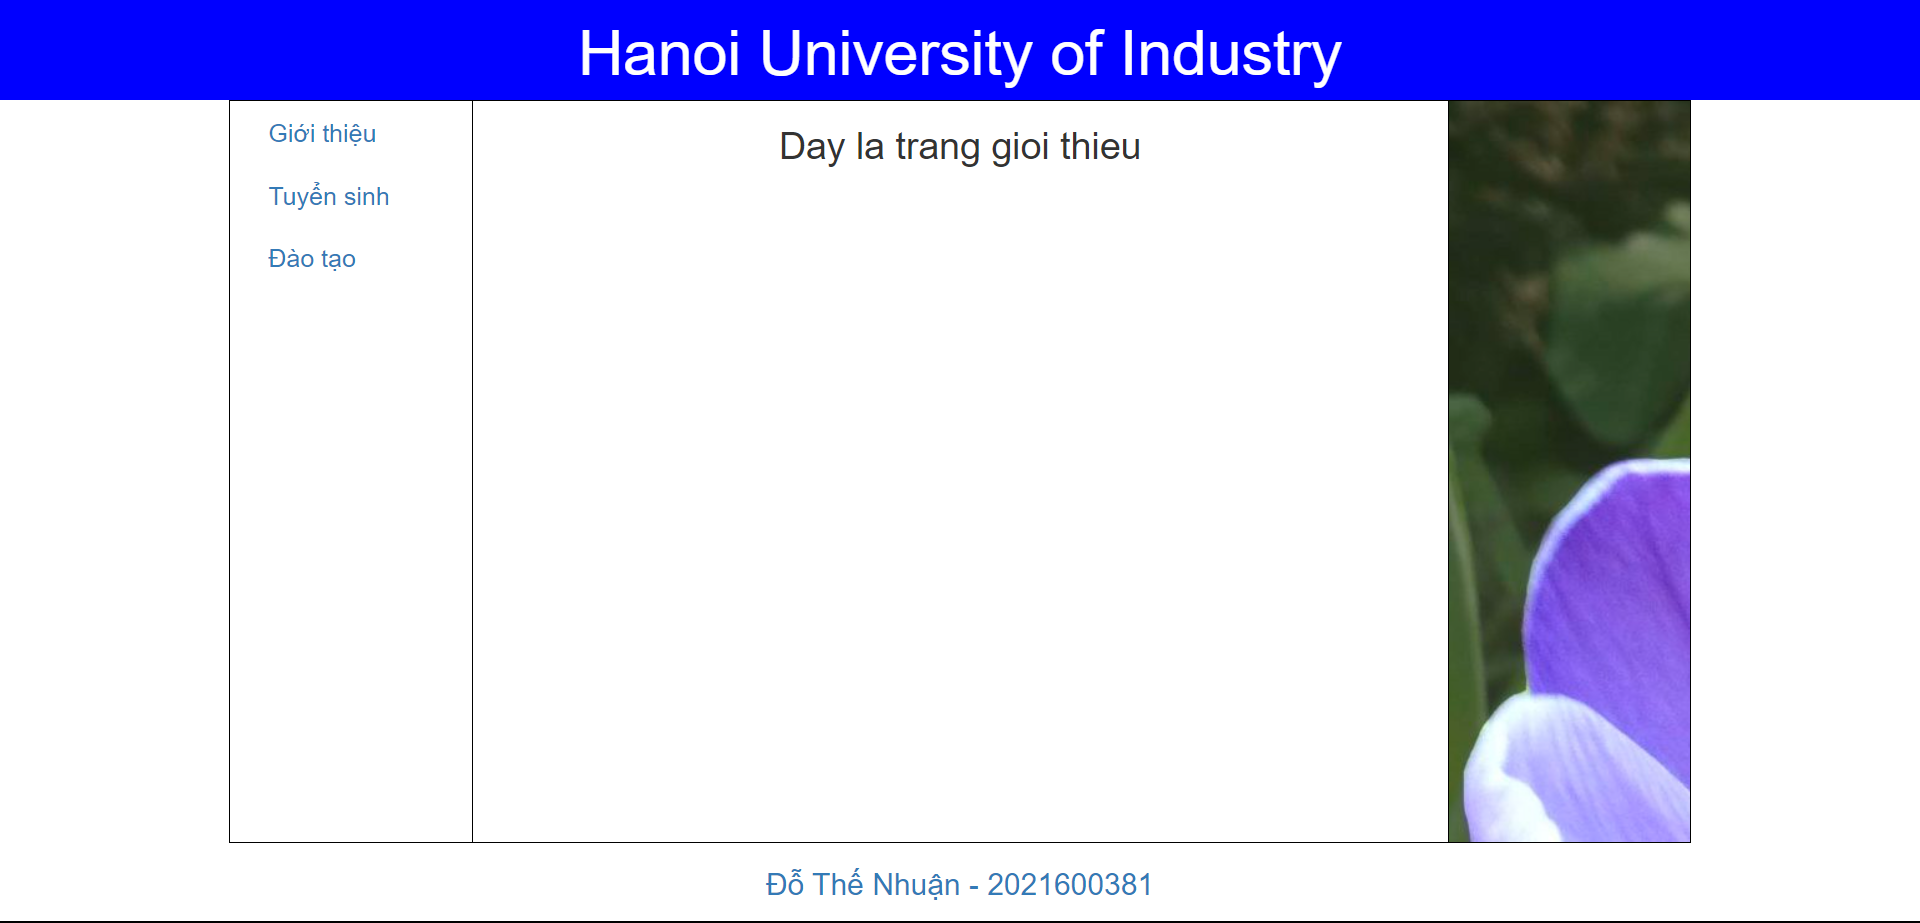 Hanoi University of Industry
Giới thiệu
Tuyển sinh
Đào tạo
Day la trang gioi thieu
Đỗ Thế Nhuận - 2021600381